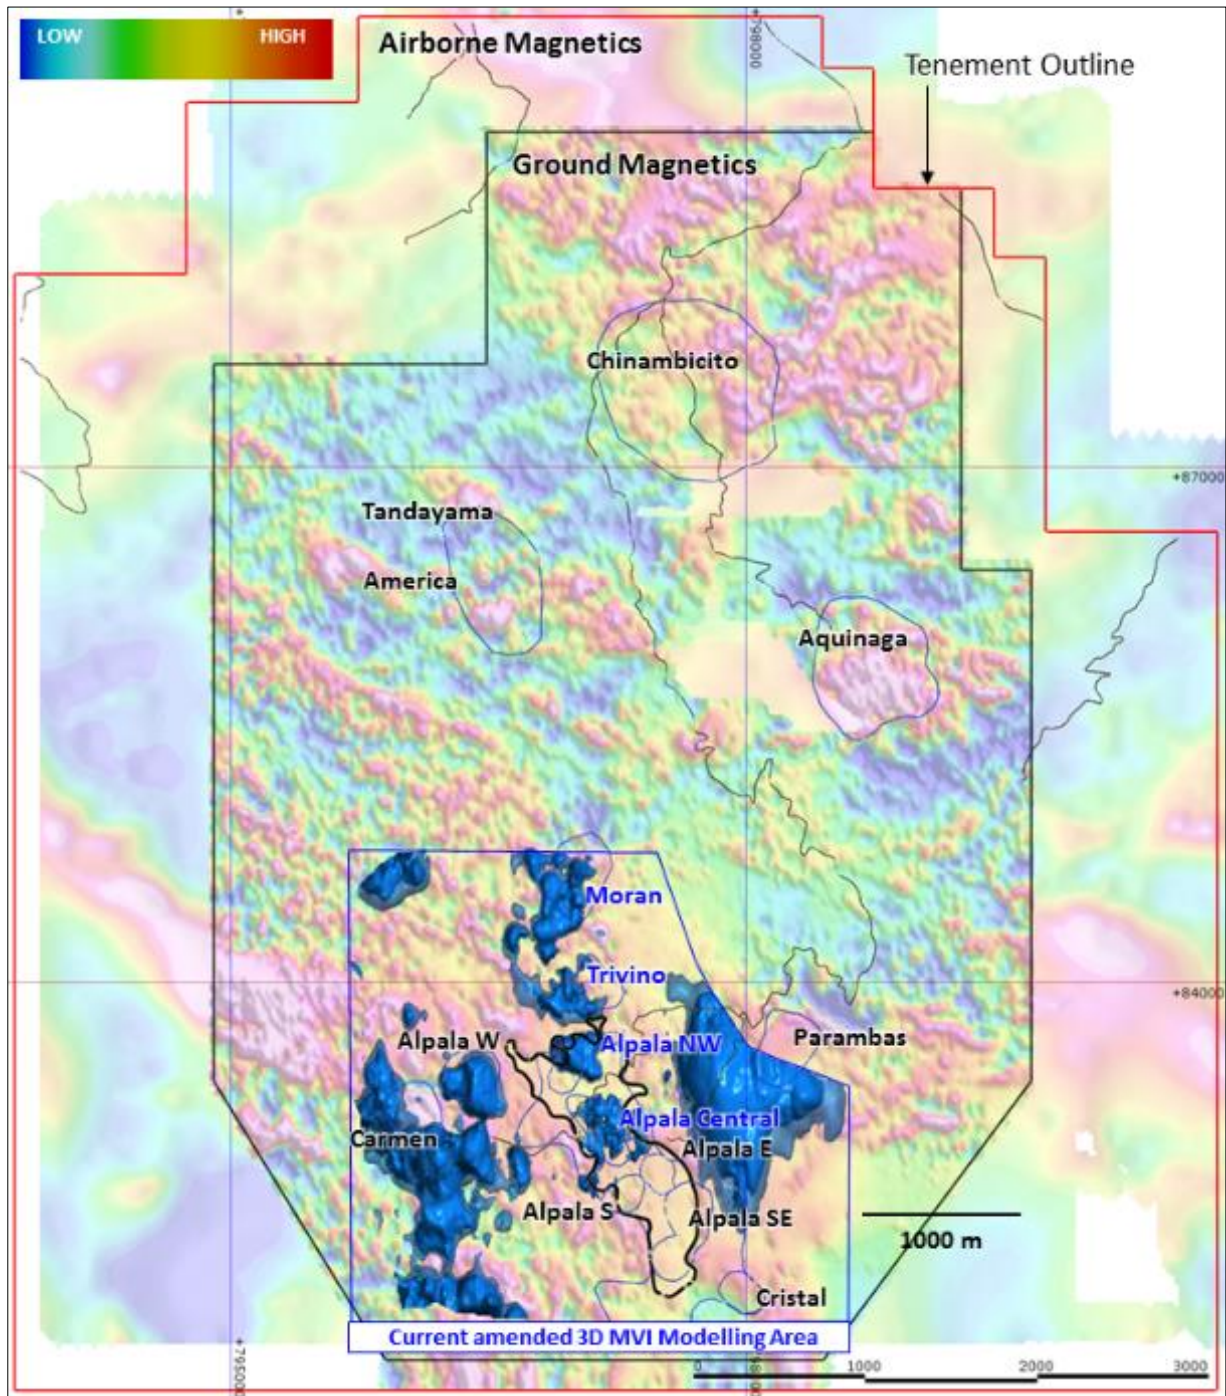 LOW HIGH
Airborne Magnetics
+798000
Tenement Outline
Ground Magnetics
Chinambicito
+87000
Tandayama
America
Aquinaga
Moran
Trivino
+84000
Alpala W
Alpala NW
Parambas
Alpala Central
Carmen
Alpala E
Alpala S
Alpala SE
1000 m
Cristal
Current amended 3D MVI Modelling Area
0 1000 2000 3000